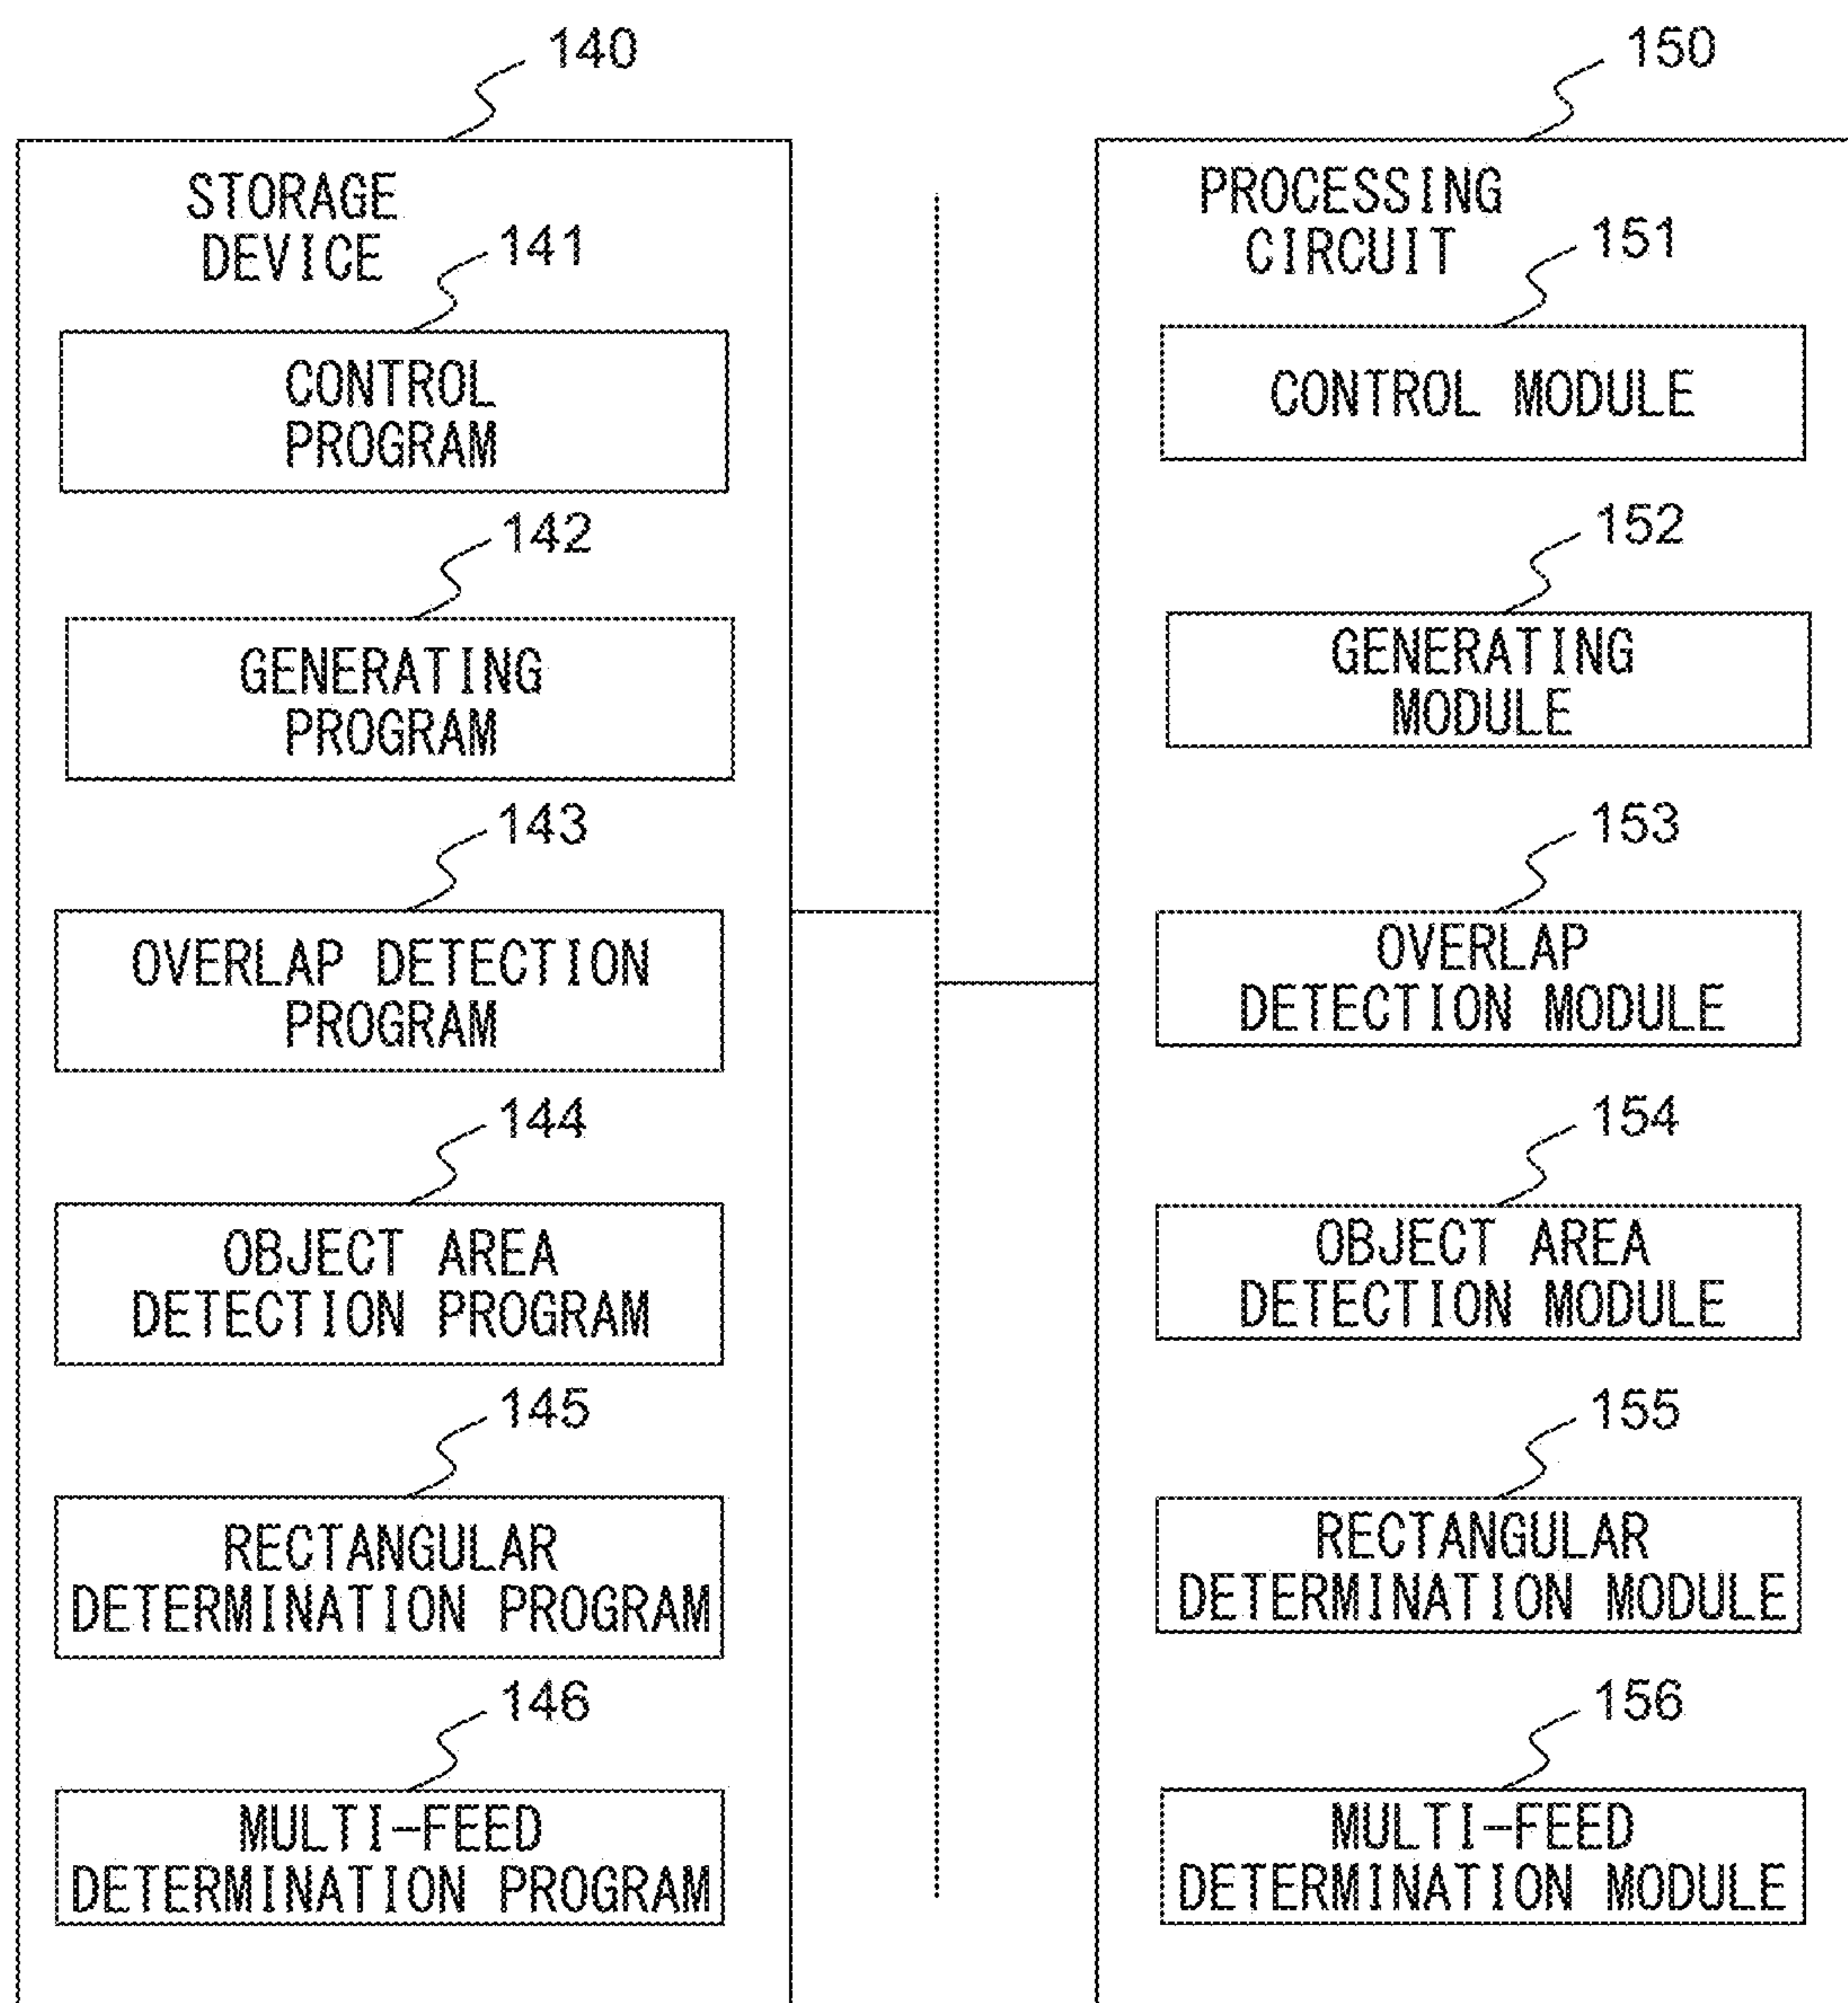 140
STORAGE
DEVICE
141
CONTROL
PROGRAM
142
GENERATING
PROGRAM
143
OVERLAP DETECTION
PROGRAM
144
OBJECT AREA
DETECTION PROGRAM
145
RECTANGULAR
DETERMINATION PROGRAM
146
MULTI-FEED
DETERMINATION PROGRAM
150
PROCESSING
CIRCUIT
151
CONTROL MODULE
152
GENERATING
MODULE
153
OVERLAP
DETECTION MODULE
154
OBJECT AREA
DETECTION MODULE
155
RECTANGULAR
DETERMINATION MODULE
156
MULTI-FEED
DETERMINATION MODULE